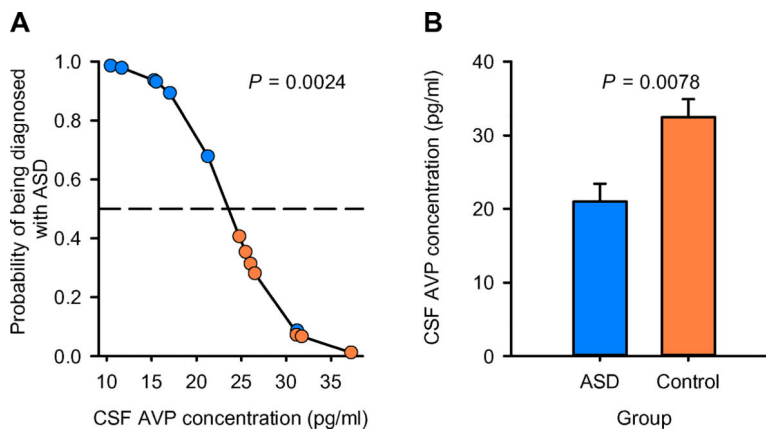 A
P = 0.0024
Probability of being diagnosed
with ASD
1.0
0.8
0.6
0.4
0.2
0.0
10 15 20 25 30 35
CSF AVP concentration (pg/ml)
B
P = 0.0078
CSF AVP concentration (pg/ml)
40
30
20
10
0
ASD Control
Group